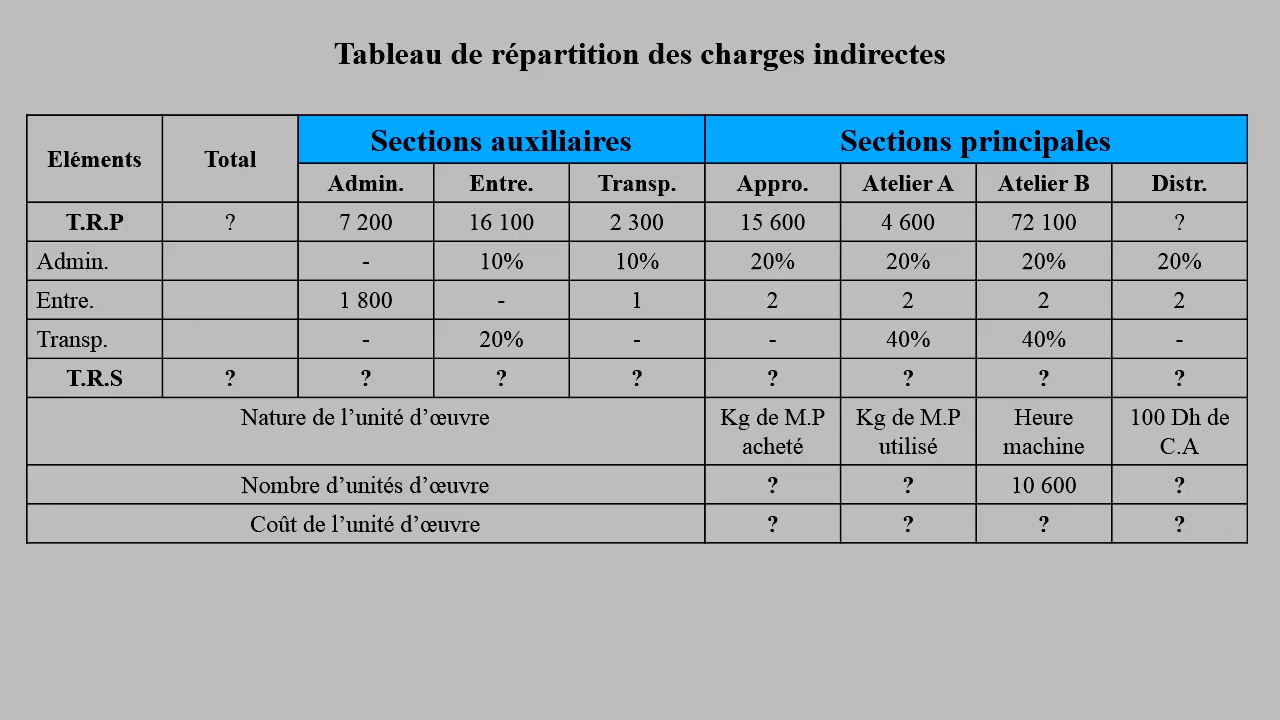 Tableau de répartition des charges indirectes
Eléments Total Sections auxiliaires Sections principales
Admin. Entre. Transp. Appro. Atelier A Atelier B Distr.
T.R.P ? 7 200 16 100 2 300 15 600 4 600 72 100 ?
Admin. - 10% 10% 20% 20% 20% 20%
Entre. 1 800 - 1 2 2 2 2
Transp. - 20% - - 40% 40% -
T.R.S ? ? ? ? ? ? ? ?
Nature de l’unité d’œuvre Kg de M.P Kg de M.P Heure 100 Dh de
acheté utilisé machine C.A
Nombre d’unités d’œuvre ? ? 10 600 ?
Coût de l’unité d’œuvre ? ? ? ?